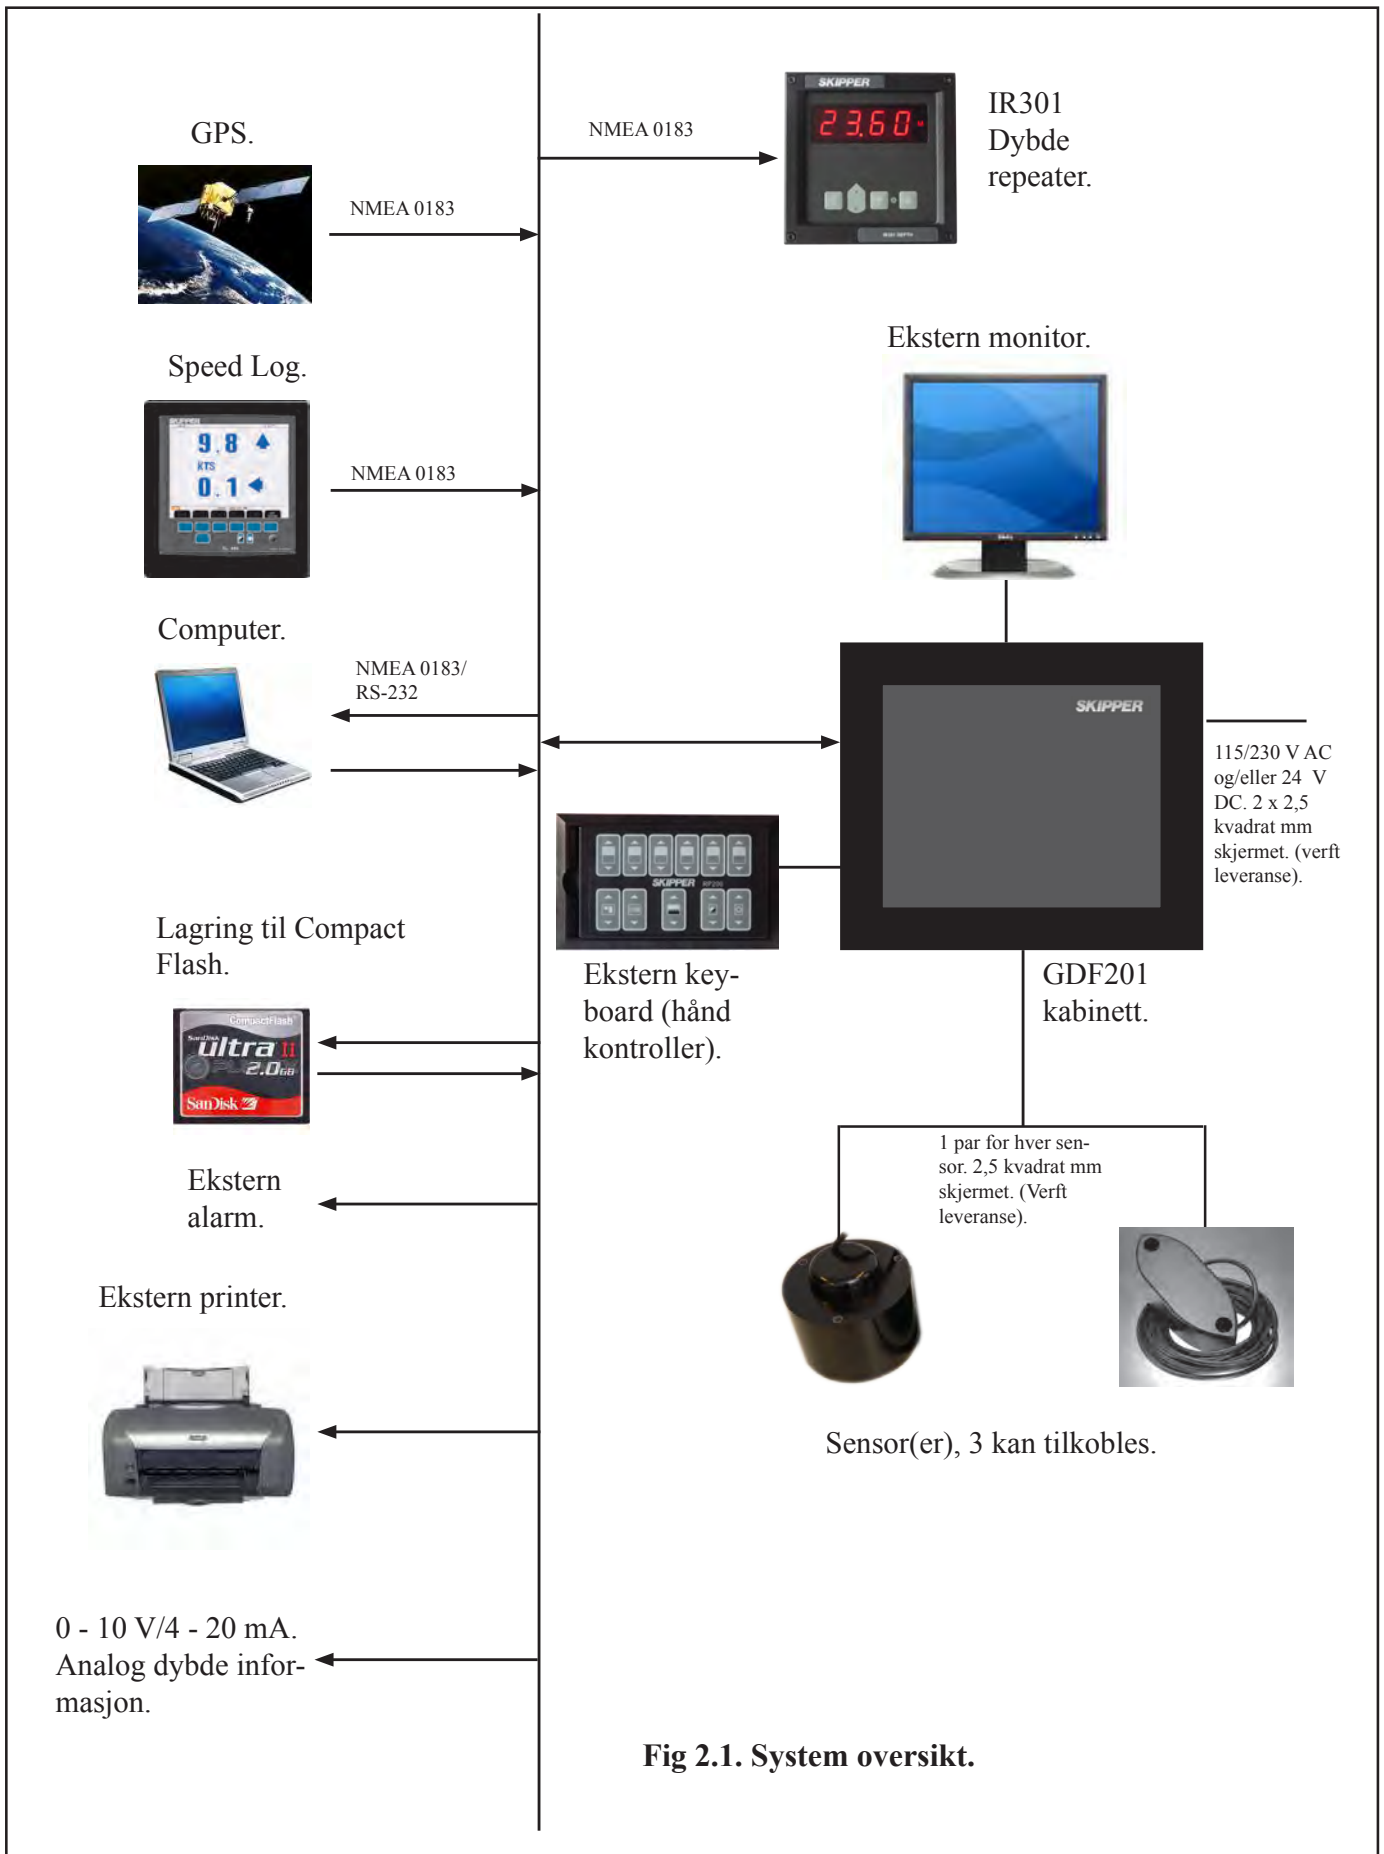 GPS.
NMEA 0183
NMEA 0183
SKIPPER
23.60 M
IR301
Dybde
repeater.
Speed Log.
SKIPPER
9.8
KTS
0.1
NMEA 0183
Ekstern monitor.
Computer.
NMEA 0183/
RS-232
SKIPPER
115/230 V AC
og/eller 24 V
DC. 2 x 2,5
kvadrat mm
skjermet. (verft
leveranse).
SKIPPER
Ekstern key-
board (hånd
kontroller).
GDF201
kabinett.
Lagring til Compact
Flash.
CompactFlash
SanDisk
ultra II
2.0GB
SanDisk
1 par for hver sen-
sor. 2,5 kvadrat mm
skjermet. (Verft
leveranse).
Ekstern
alarm.
Ekstern printer.
Sensor(er), 3 kan tilkobles.
0 - 10 V/4 - 20 mA.
Analog dybde infor-
masjon.
Fig 2.1. System oversikt.